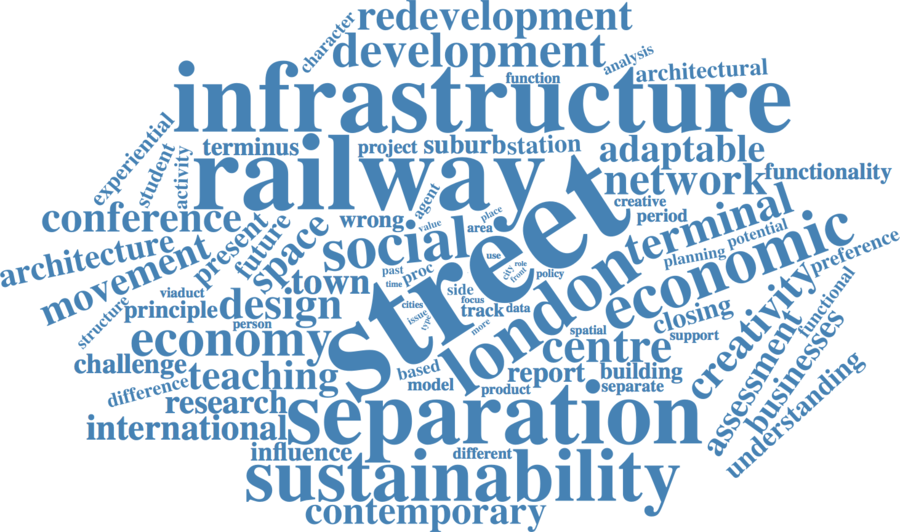 redevelopment
character
development
analysis
function
architectural
infrastructure
experiential
student
activity
terminus
project
suburb
station
adaptable
railway
network
functionality
agent
creative
conference
wrong
value
place
area
period
street
terminal
present
future
space
social
architecture
movement
use
city
role
front
planning
potential
economic
preference
past
time
proc
policy
town
london
structure
viaduct
principle
design
person
cities
issue
type
side
focus
track
data
more
closing
creativity
functional
economy
spatial
support
centre
challenge
teaching
based
model
report
building
product
separate
assessment
businesses
understanding
difference
research
separation
international
influence
different
sustainability
contemporary